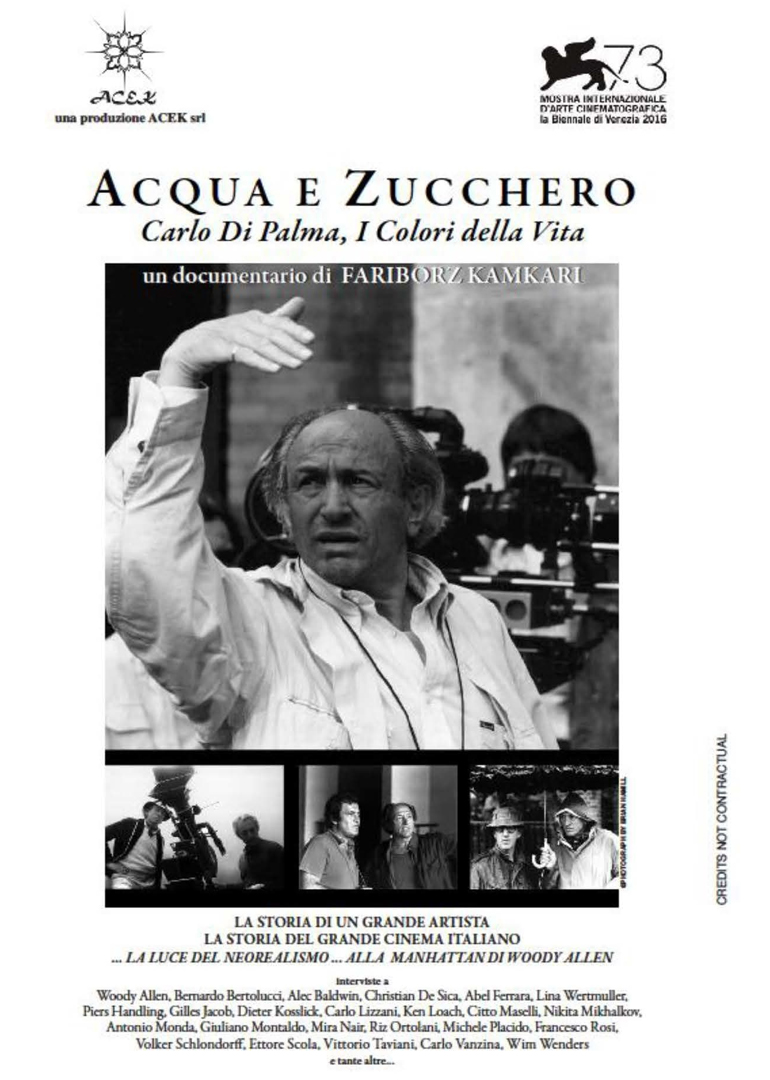 ACEK
una produzione ACEK srl
73
MOSTRA INTERNAZIONALE
D'ARTE CINEMATOGRAFICA
la Biennale di Venezia 2016
ACQUA E ZUCCHERO
Carlo Di Palma, I Colori della Vita
un documentario di FARIBORZ KAMKARI
©PHOTOGRAPH BY BRIAN HAMILL
CREDITS NOT CONTRACTUAL
LA STORIA DI UN GRANDE ARTISTA
LA STORIA DEL GRANDE CINEMA ITALIANO
... LA LUCE DEL NEOREALISMO ... ALLA MANHATTAN DI WOODY ALLEN
interviste a
Woody Allen, Bernardo Bertolucci, Alec Baldwin, Christian De Sica, Abel Ferrara, Lina Wertmuller,
Piers Handling, Gilles Jacob, Dieter Kosslick, Carlo Lizzani, Ken Loach, Citto Maselli, Nikita Mikhalkov,
Antonio Monda, Giuliano Montaldo, Mira Nair, Riz Ortolani, Michele Placido, Francesco Rosi,
Volker Schlondorff, Ettore Scola, Vittorio Taviani, Carlo Vanzina, Wim Wenders
e tante altre...